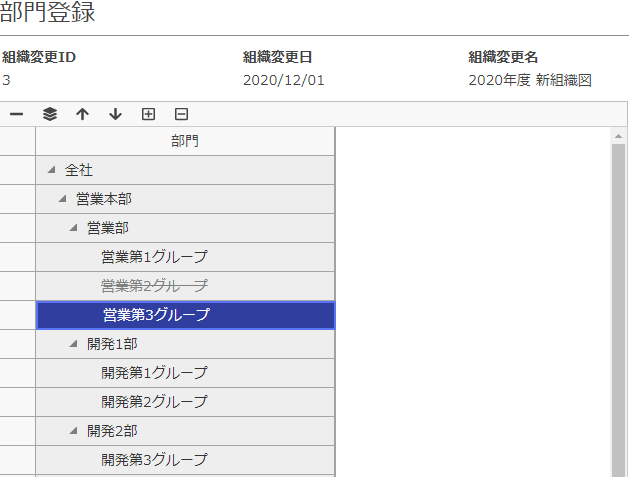 部門登録
組織変更ID 組織変更日 組織変更名
3 2020/12/01 2020年度 新組織図
部門
全社
営業本部
営業部
営業第1グループ
営業第2グループ
営業第3グループ
開発1部
開発第1グループ
開発第2グループ
開発2部
開発第3グループ